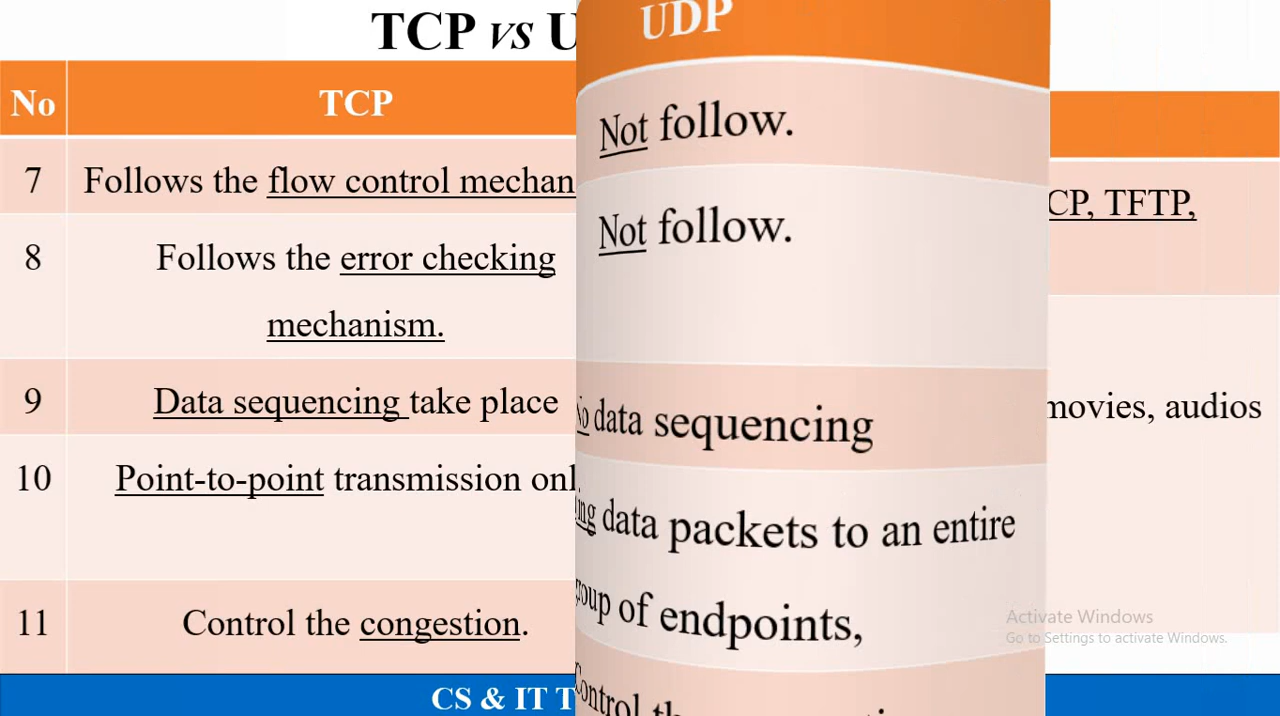 TCP vs
No TCP UDP
7 Follows the flow control Not follow.
CP, TFTP,
8 Follows the error checking Not follow.
mechanism.
9 Data sequencing take place No data sequencing
movies, audios
10 Point-to-point transmission data packets to an entire
of endpoints,
11 Control the congestion.
Activate Windows
Go to Settings to activate Windows.
CS & IT